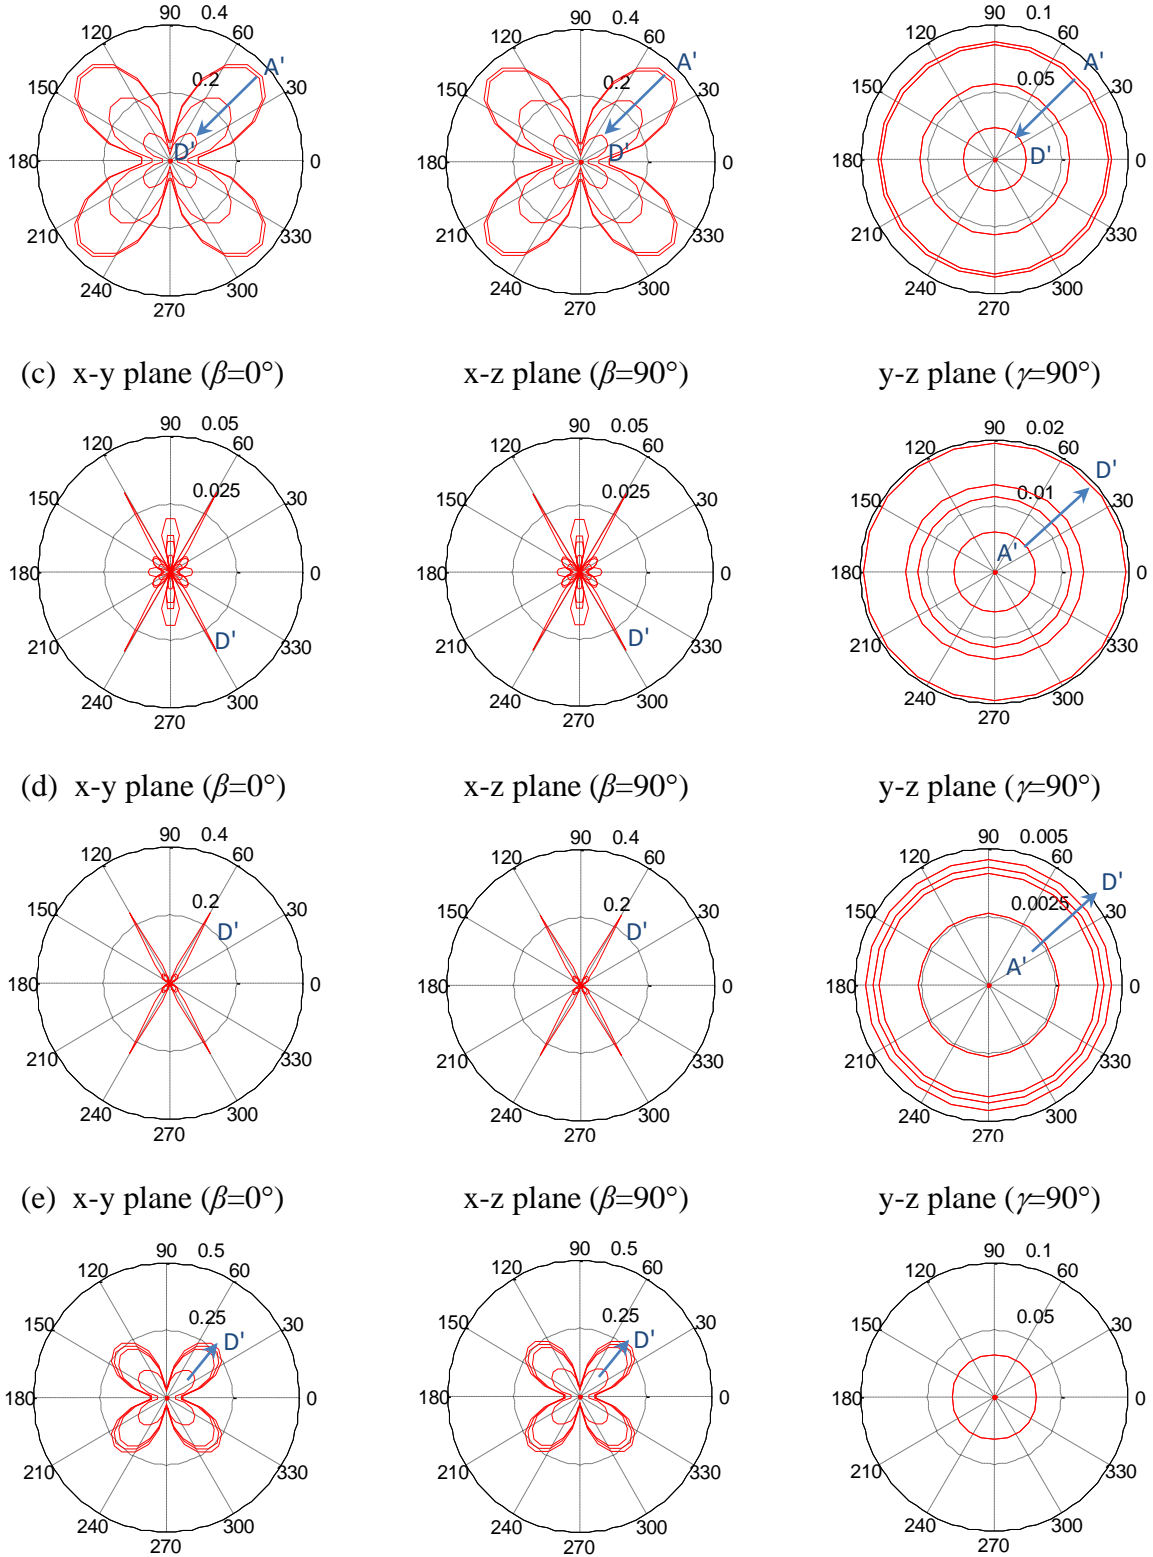 90 0.4 90 0.4 90 0.1
120 60 120 60 120 60
A' A' A'
150 0.2 30 150 0.2 30 150 0.05 30
D' D' D'
180 0 180 0 180 0
210 330 210 330 210 330
240 300 240 300 240 300
270 270 270
(c) x-y plane (β=0°) x-z plane (β=90°) y-z plane (γ=90°)
90 0.05 90 0.05 90 0.02
120 60 120 60 120 60
D'
150 0.025 30 150 0.025 30 150 0.01 30
A'
180 0 180 0 180 0
D' D'
210 330 210 330 210 330
240 300 240 300 240 300
270 270 270
(d) x-y plane (β=0°) x-z plane (β=90°) y-z plane (γ=90°)
90 0.4 90 0.4 90 0.005
120 60 120 60 120 60
D'
150 0.2 30 150 0.2 30 150 0.0025 30
D' D'
A'
180 0 180 0 180 0
210 330 210 330 210 330
240 300 240 300 240 300
270 270 270
(e) x-y plane (β=0°) x-z plane (β=90°) y-z plane (γ=90°)
90 0.5 90 0.5 90 0.1
120 60 120 60 120 60
150 0.25 30 150 0.25 30 150 0.05 30
D' D'
180 0 180 0 180 0
210 330 210 330 210 330
240 300 240 300 240 300
270 270 270